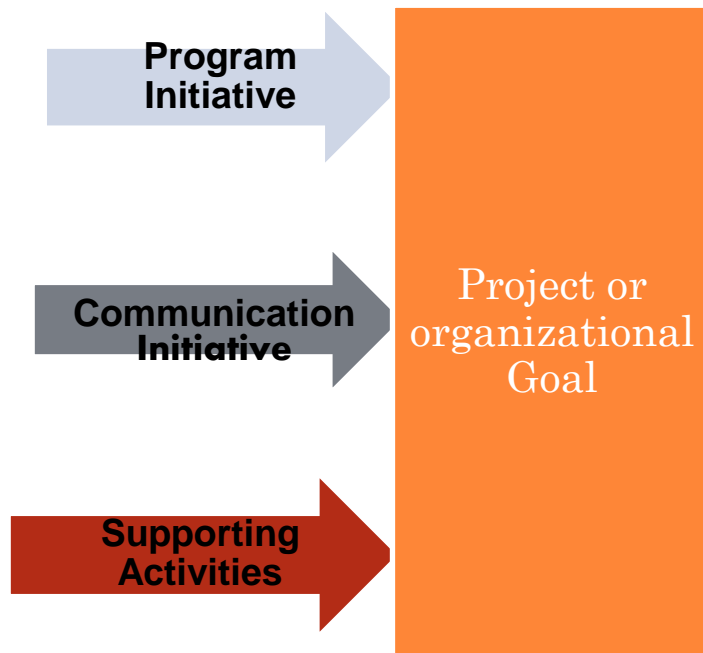 Program
Initiative
Communication
Initiative
Project or
organizational
Goal
Supporting
Activities